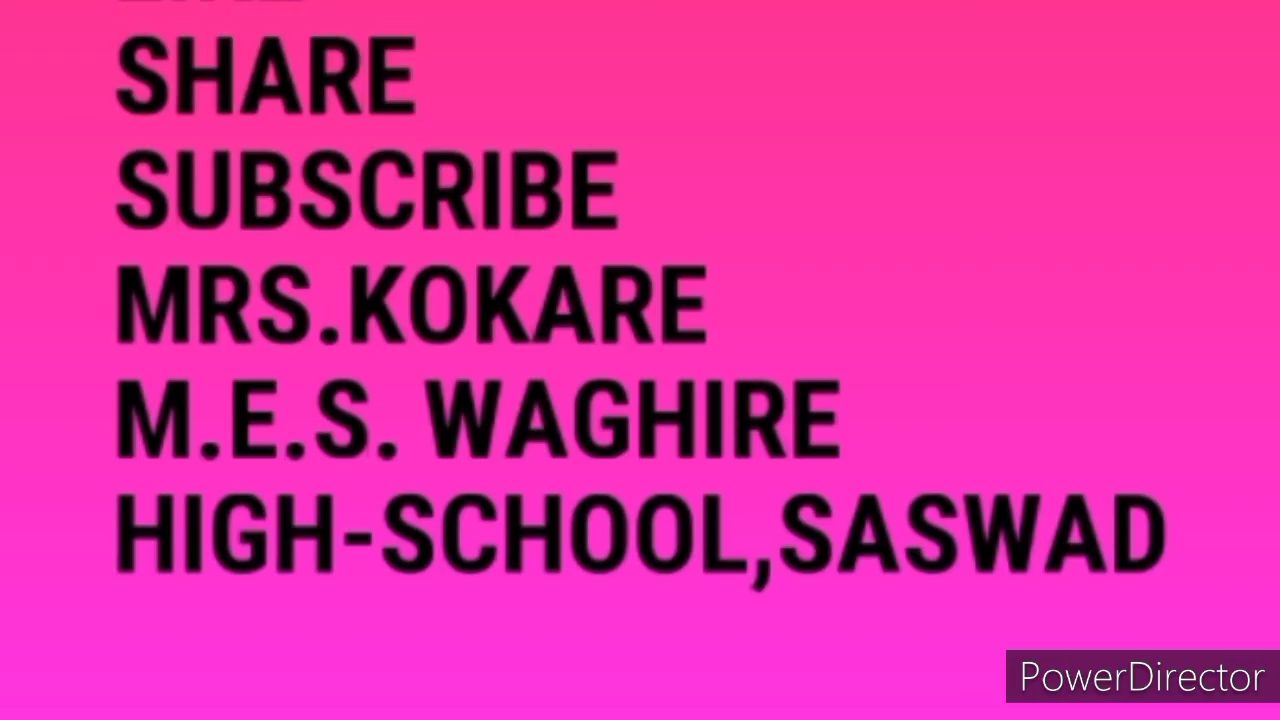 SHARE
SUBSCRIBE
MRS.KOKARE
M.E.S. WAGHIRE
HIGH-SCHOOL,SASWAD
PowerDirector